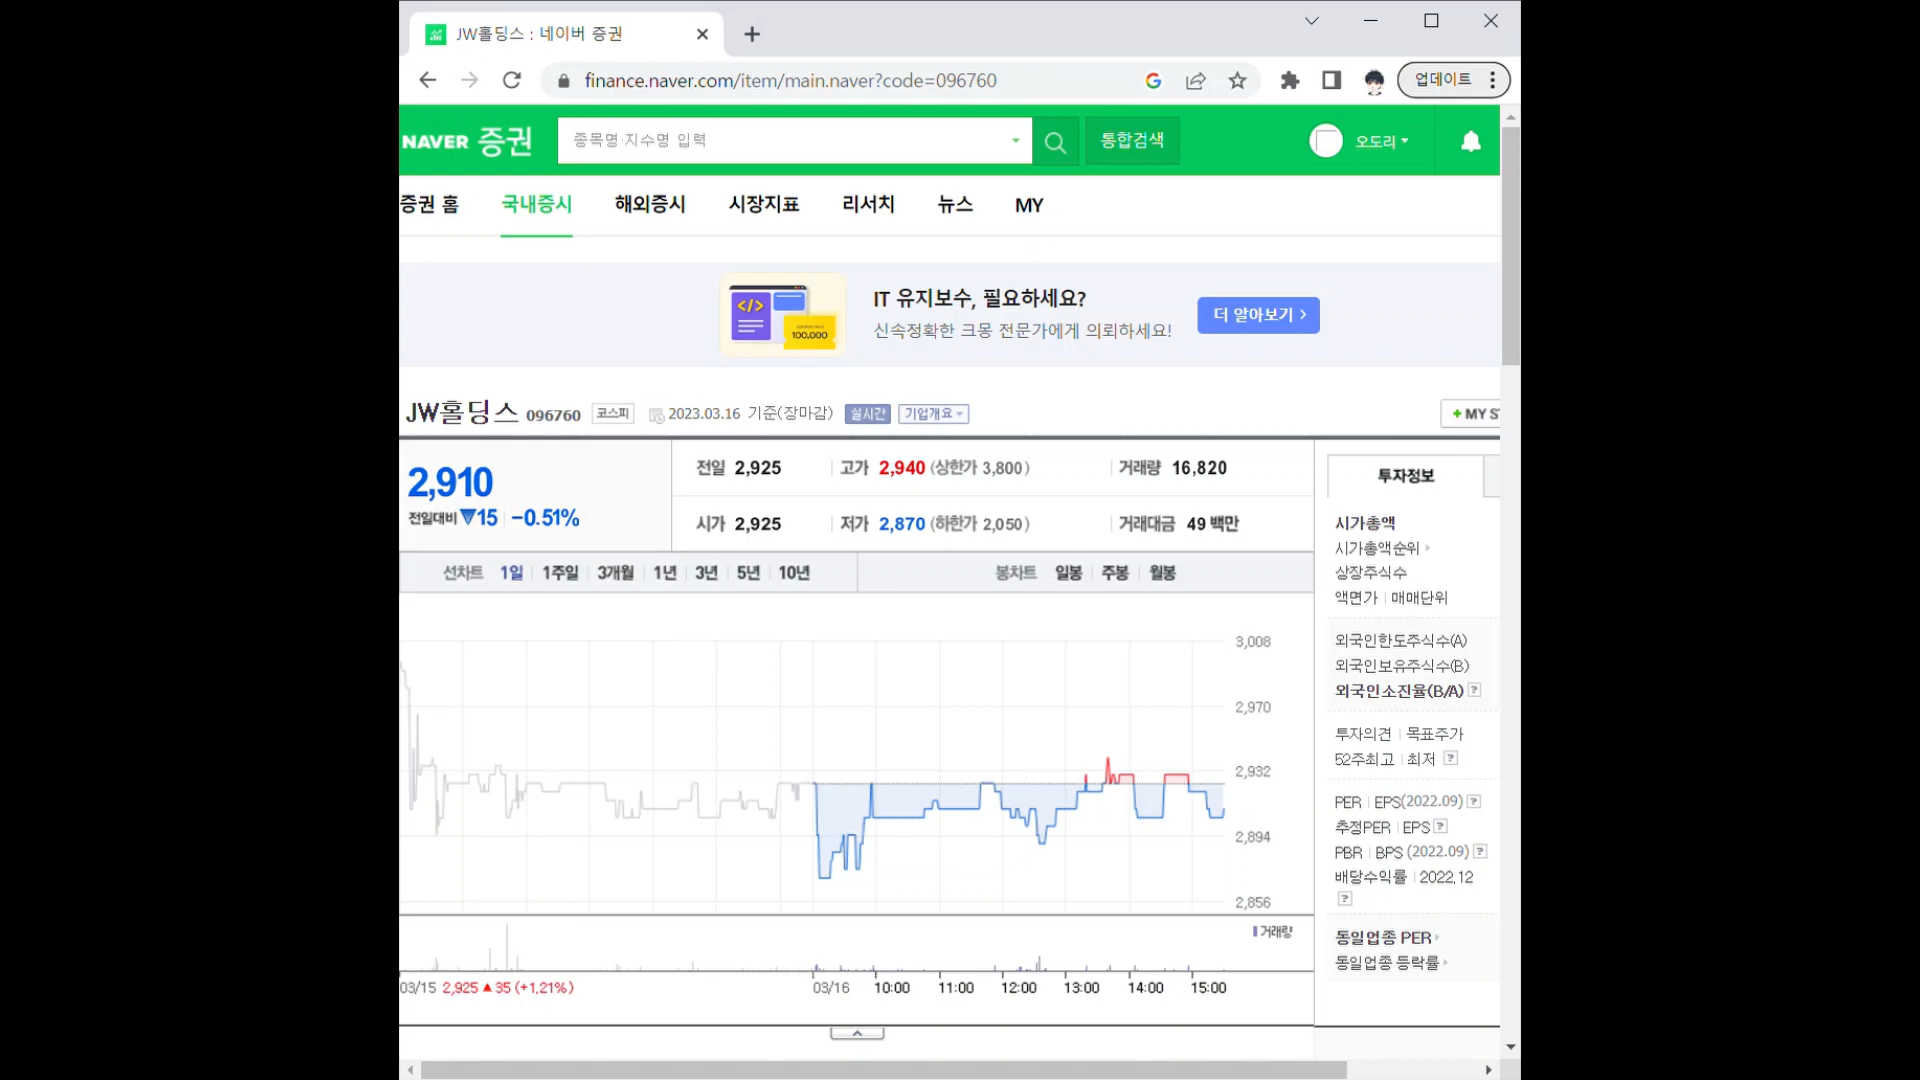 JW홀딩스 : 네이버 증권
finance.naver.com/item/main.naver?code=096760
업데이트
NAVER 증권
종목명·지수명 입력
통합검색
오도리
증권 홈 국내증시 해외증시 시장지표 리서치 뉴스 MY
</>
100,000
IT 유지보수, 필요하세요?
신속정확한 크몽 전문가에게 의뢰하세요!
더 알아보기 >
JW홀딩스 096760 코스피 2023.03.16 기준(장마감) 실시간 기업개요
+ MY S
2,910
전일대비 ▼15 -0.51%
전일 2,925 고가 2,940 (상한가 3,800) 거래량 16,820
시가 2,925 저가 2,870 (하한가 2,050) 거래대금 49 백만
선차트 1일 1주일 3개월 1년 3년 5년 10년
봉차트 일봉 주봉 월봉
3,008
2,970
2,932
2,894
2,856
거래량
03/15 2,925 ▲35 (+1,21%)
03/16 10:00 11:00 12:00 13:00 14:00 15:00
투자정보
시가총액
시가총액순위
상장주식수
액면가 | 매매단위
외국인한도주식수(A)
외국인보유주식수(B)
외국인소진율(B/A) ?
투자의견 | 목표주가
52주최고 | 최저 ?
PER | EPS(2022.09) ?
추정PER | EPS ?
PBR | BPS (2022.09) ?
배당수익률 | 2022.12
?
동일업종 PER
동일업종 등락률